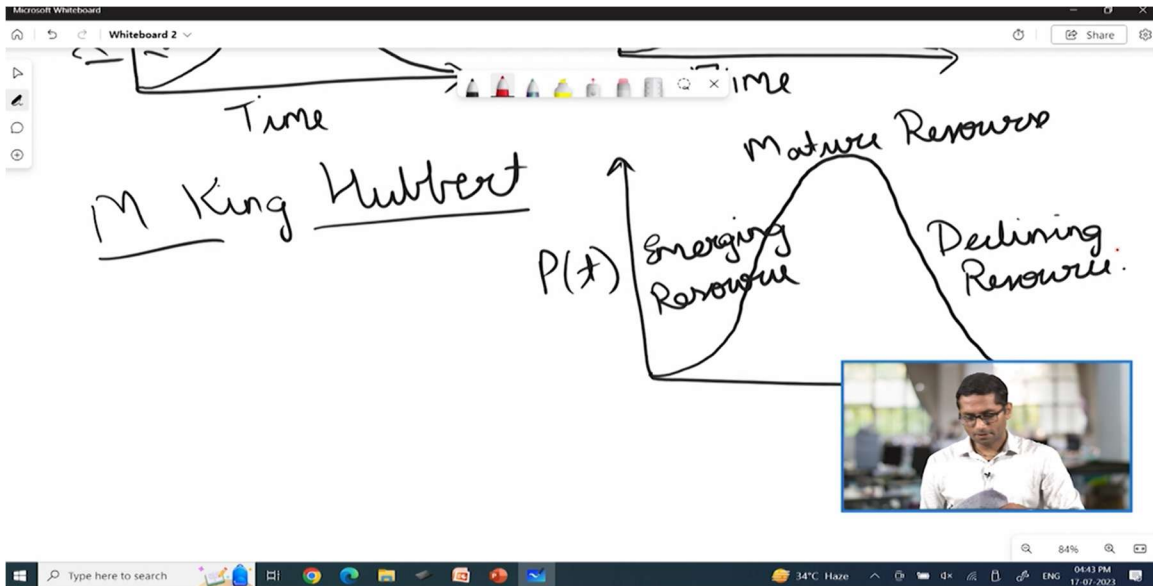 Microsoft Whiteboard
Whiteboard 2
Share
Time
Time
M King Hubbert
Mature Resource
P(t)
Emerging
Resource
Declining
Resource.
84%
Type here to search
34°C Haze
ENG
04:43 PM
17-07-2023